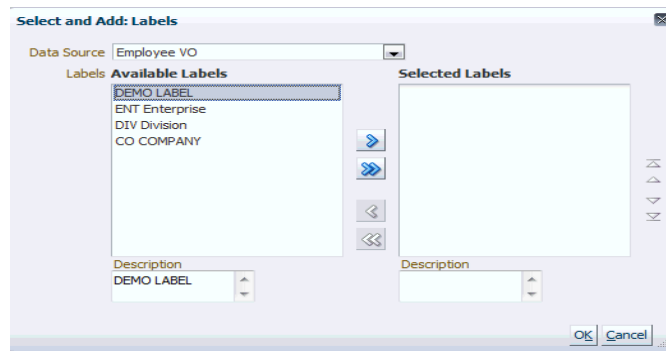 Select and Add: Labels
Data Source Employee VO
Labels Available Labels Selected Labels
DEMO LABEL
ENT Enterprise
DIV Division
CO COMPANY
Description Description
DEMO LABEL
OK Cancel